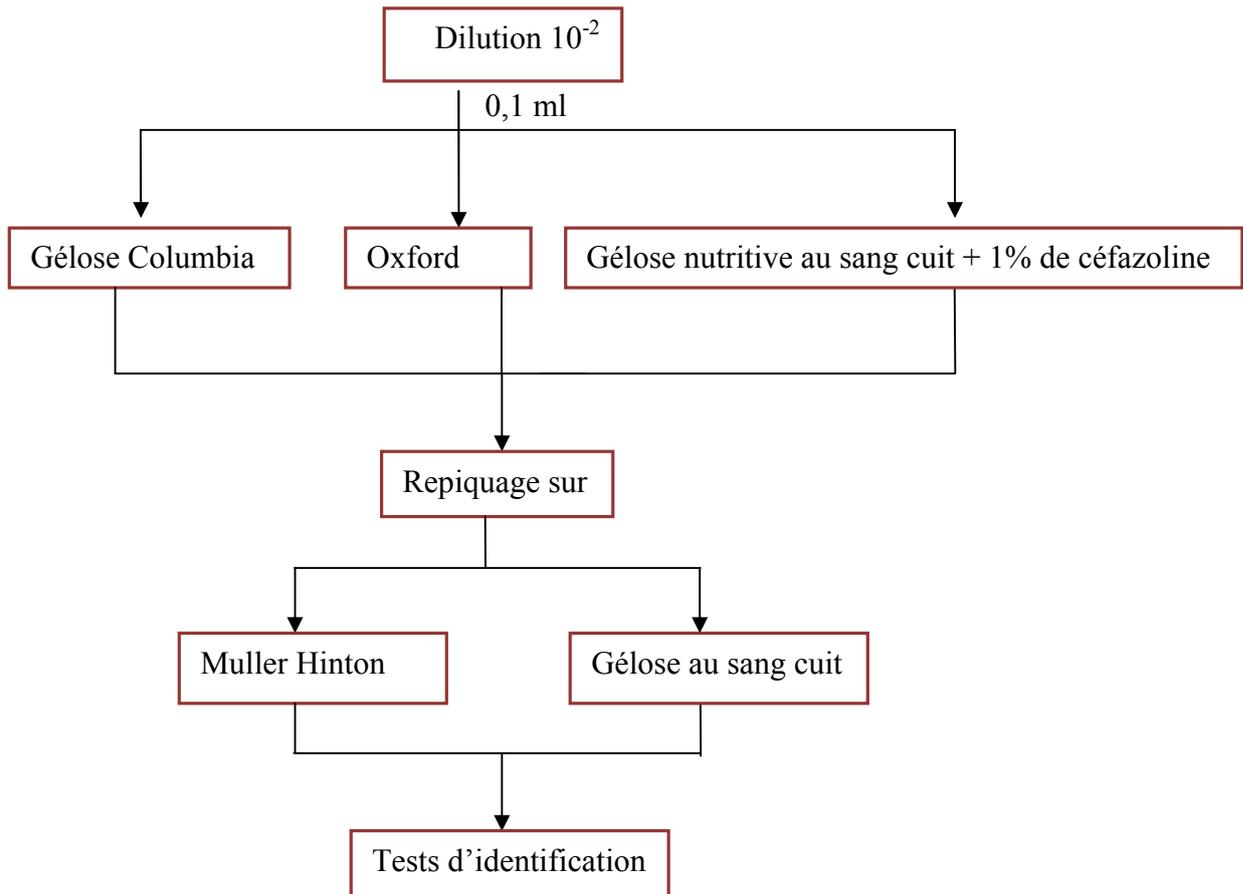 Dilution 10⁻²
0,1 ml
Gélose Columbia
Oxford
Gélose nutritive au sang cuit + 1% de céfazoline
Repiquage sur
Muller Hinton
Gélose au sang cuit
Tests d’identification